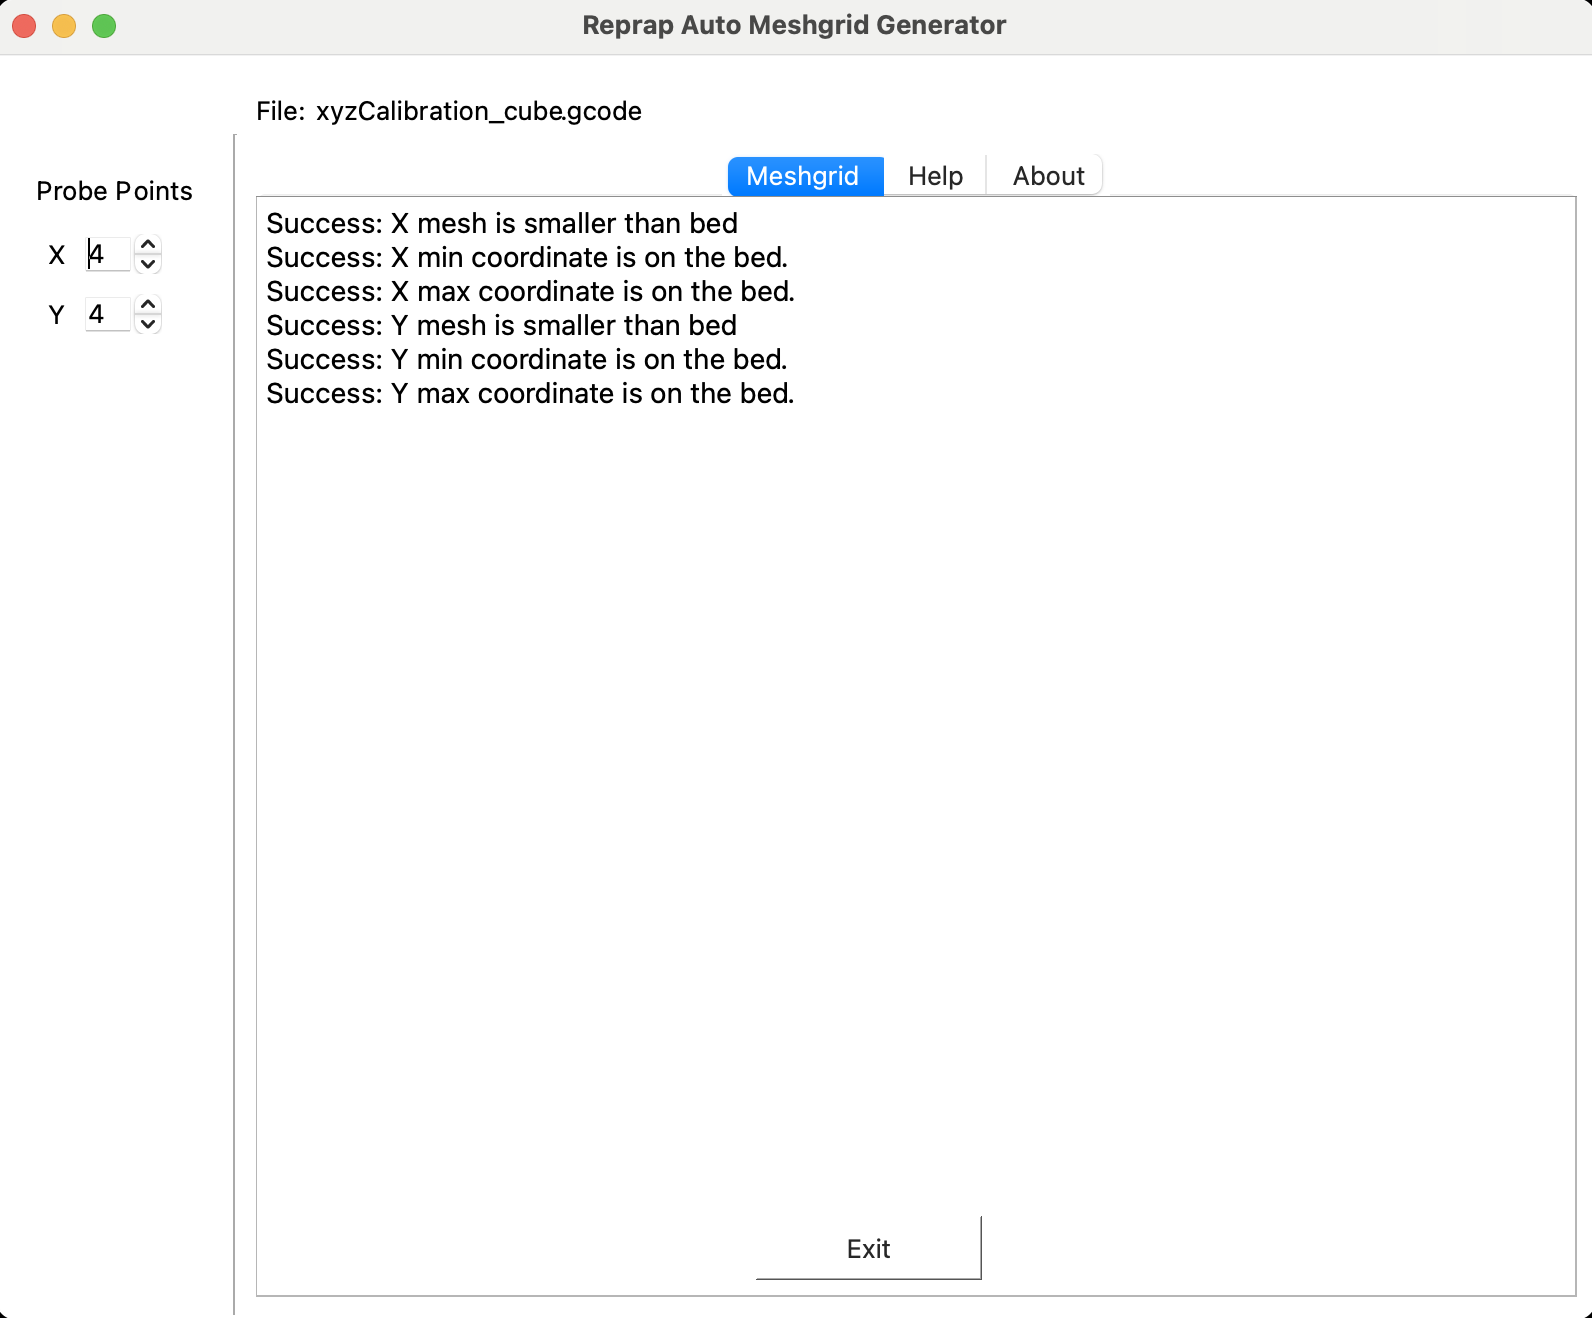 Reprap Auto Meshgrid Generator
File: xyzCalibration_cube.gcode
Probe Points
X 4
Y 4
Meshgrid Help About
Success: X mesh is smaller than bed
Success: X min coordinate is on the bed.
Success: X max coordinate is on the bed.
Success: Y mesh is smaller than bed
Success: Y min coordinate is on the bed.
Success: Y max coordinate is on the bed.
Exit